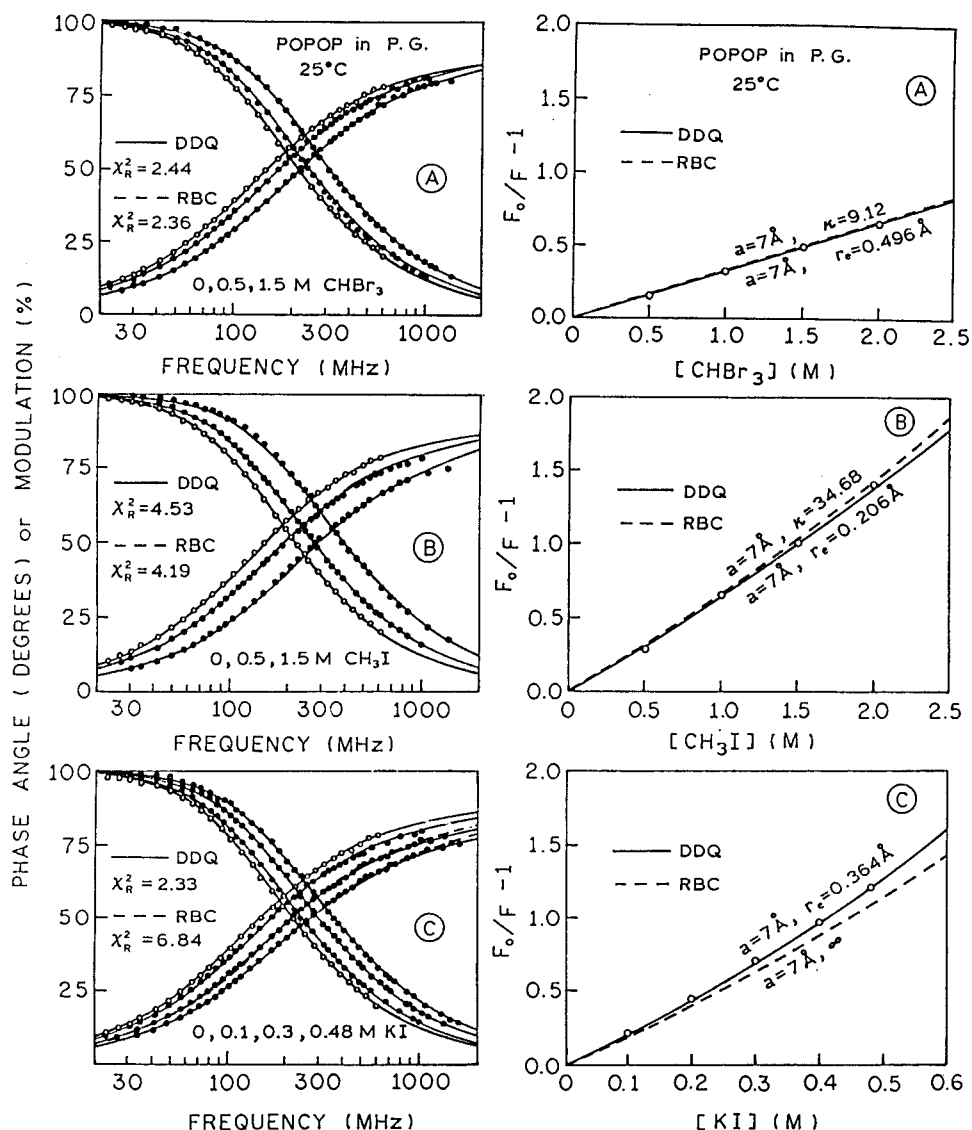 PHASE ANGLE (DEGREES) or MODULATION (%)
100
75
50
25
0
POPOP in P.G.
25°C
DDQ
χ²R=2.44
RBC
χ²R=2.36
A
0,0.5,1.5 M CHBr3
30 100 300 1000
FREQUENCY (MHz)
Fo/F -1
2.0
1.5
1.0
0.5
0.0
POPOP in P.G.
25°C
A
DDQ
RBC
a=7Å, κ=9.12
a=7Å, re=0.496Å
0 0.5 1.0 1.5 2.0 2.5
[CHBr3] (M)
100
75
50
25
0
DDQ
χ²R=4.53
RBC
χ²R=4.19
B
0,0.5,1.5 M CH3I
30 100 300 1000
FREQUENCY (MHz)
Fo/F -1
2.0
1.5
1.0
0.5
0.0
B
DDQ
RBC
a=7Å, κ=34.68
a=7Å, re=0.206Å
0 0.5 1.0 1.5 2.0 2.5
[CH3I] (M)
100
75
50
25
DDQ
χ²R=2.33
RBC
χ²R=6.84
C
0,0.1,0.3,0.48 M KI
30 100 300 1000
FREQUENCY (MHz)
Fo/F -1
2.0
1.5
1.0
0.5
0.0
C
DDQ
RBC
a=7Å, re=0.364Å
a=7Å, ∞
0 0.1 0.2 0.3 0.4 0.5 0.6
[KI] (M)